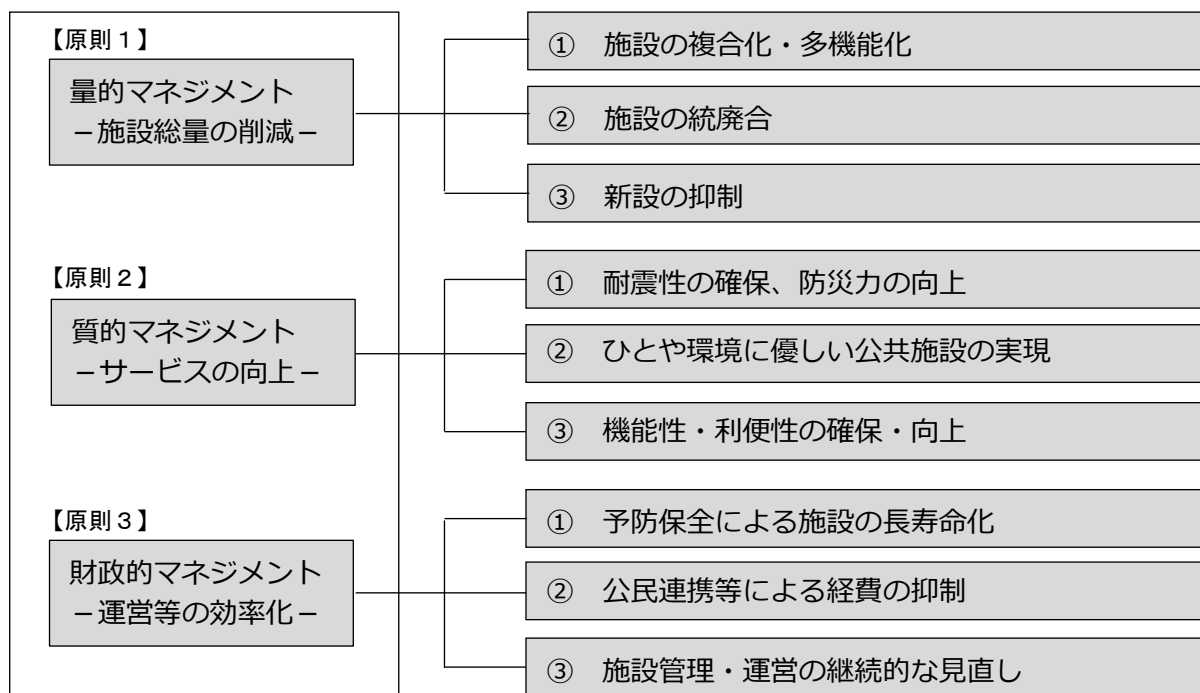 【原則１】
量的マネジメント
－施設総量の削減－
① 施設の複合化・多機能化
② 施設の統廃合
③ 新設の抑制
【原則２】
質的マネジメント
－サービスの向上－
① 耐震性の確保、防災力の向上
② ひとや環境に優しい公共施設の実現
③ 機能性・利便性の確保・向上
【原則３】
財政的マネジメント
－運営等の効率化－
① 予防保全による施設の長寿命化
② 公民連携等による経費の抑制
③ 施設管理・運営の継続的な見直し